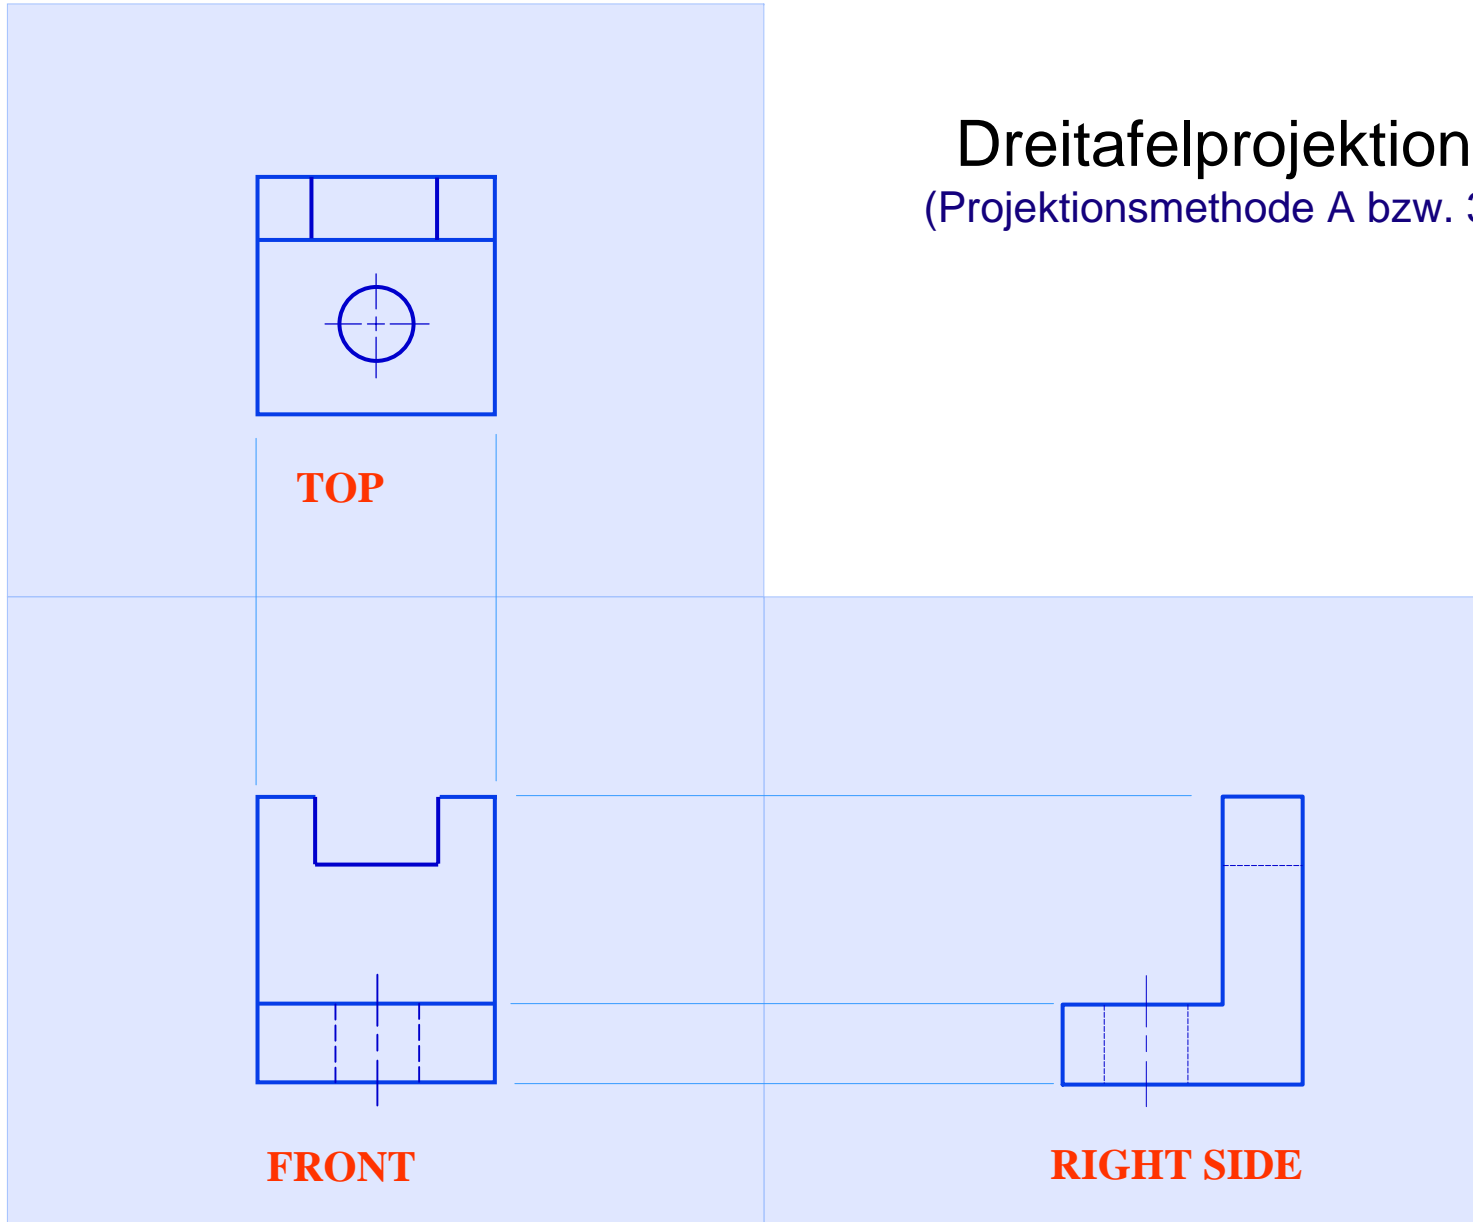 Dreitafelprojektion
(Projektionsmethode A bzw.
TOP
FRONT
RIGHT SIDE